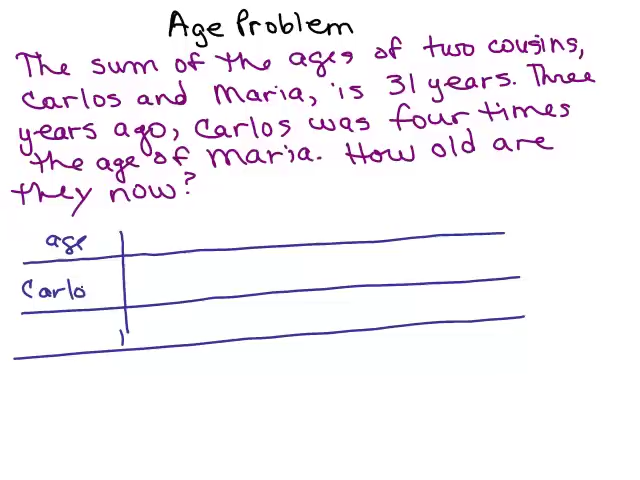 Age Problem
The sum of the ages of two cousins,
Carlos and Maria, is 31 years. Three
years ago, Carlos was four times
the age of maria. How old are
they now?
age
Carlo